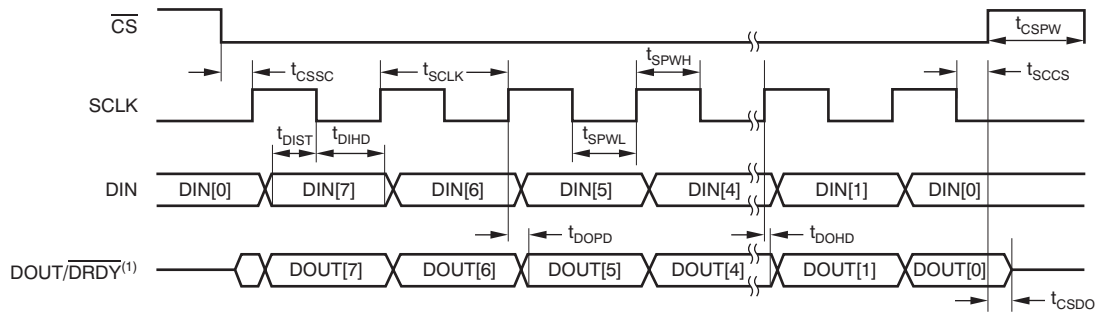 CS
tCSPW
tCSSC
tSCLK
tSPWH
tSCCS
SCLK
tDIST
tDIHD
tSPWL
DIN
DIN[0]
DIN[7]
DIN[6]
DIN[5]
DIN[4]
DIN[1]
DIN[0]
tDOPD
tDOHD
DOUT/DRDY(1)
DOUT[7]
DOUT[6]
DOUT[5]
DOUT[4]
DOUT[1]
DOUT[0]
tCSDO